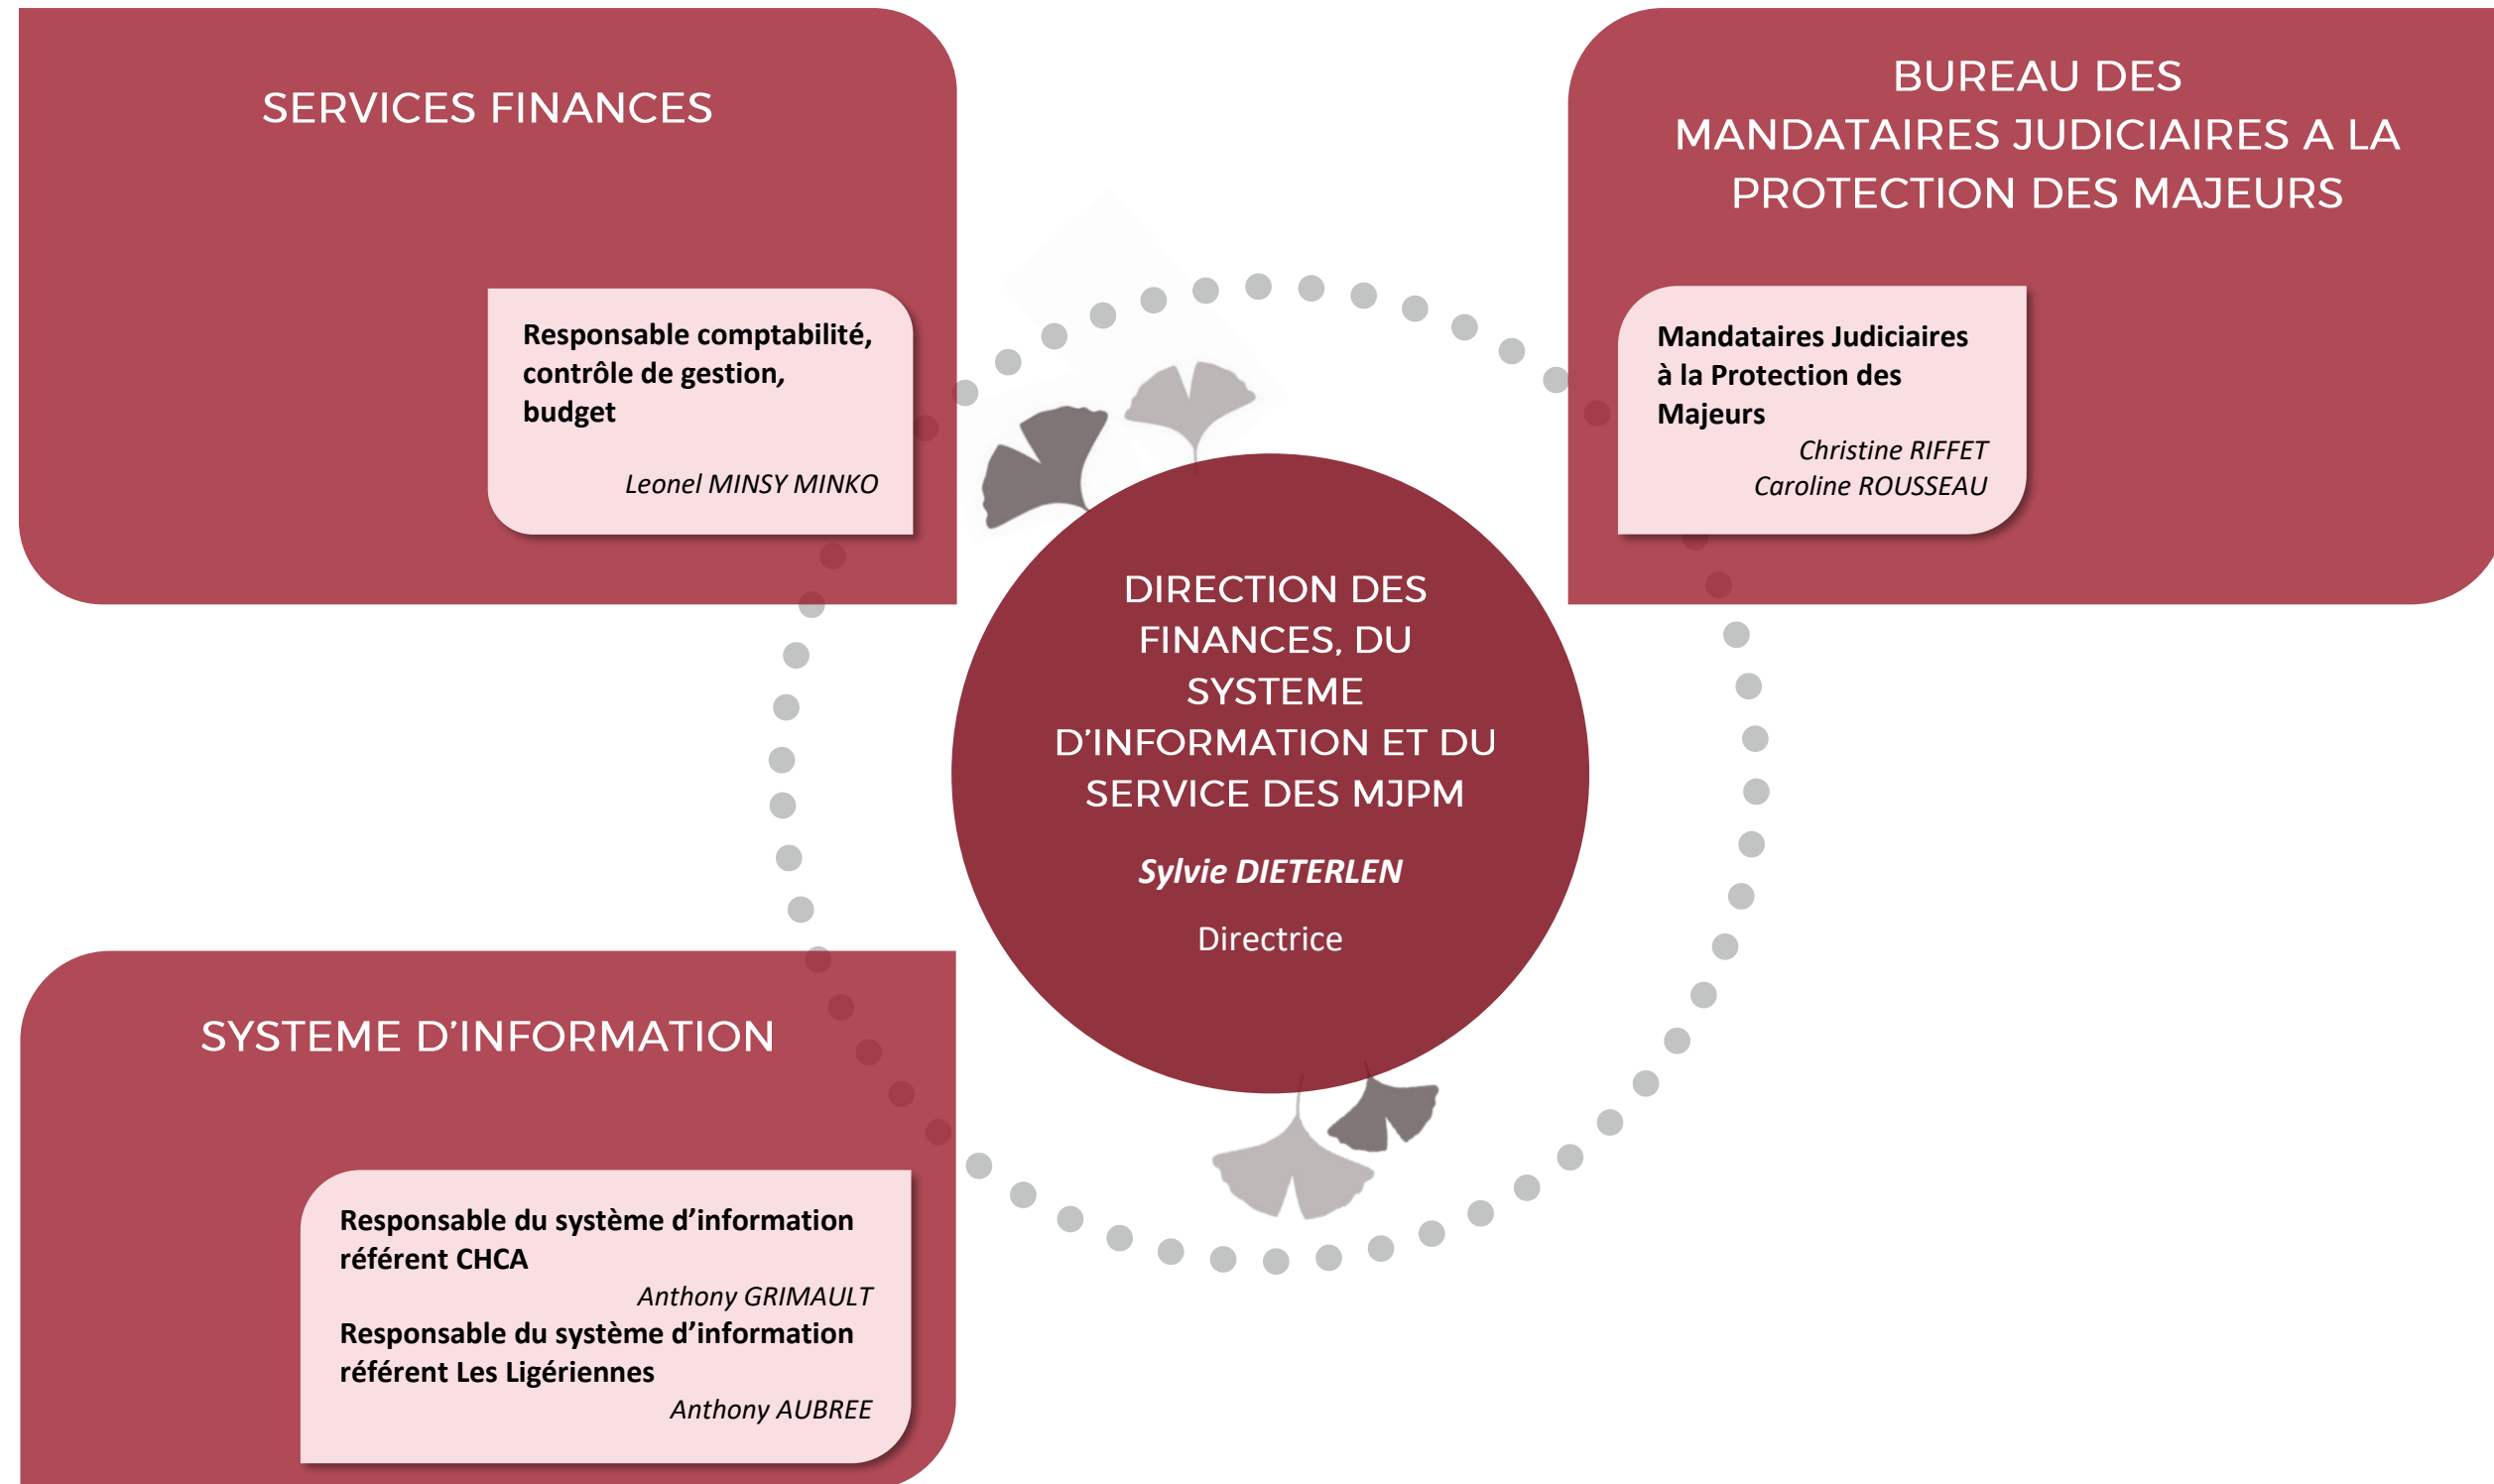 SERVICES FINANCES
Responsable comptabilité,
contrôle de gestion,
budget
Leonel MINSY MINKO
BUREAU DES
MANDATAIRES JUDICIAIRES A LA
PROTECTION DES MAJEURS
Mandataires Judiciaires
à la Protection des
Majeurs
Christine RIFFET
Caroline ROUSSEAU
DIRECTION DES
FINANCES, DU
SYSTEME
D’INFORMATION ET DU
SERVICE DES MJPM
Sylvie DIETERLEN
Directrice
SYSTEME D’INFORMATION
Responsable du système d’information
référent CHCA
Anthony GRIMAULT
Responsable du système d’information
référent Les Ligériennes
Anthony AUBREE